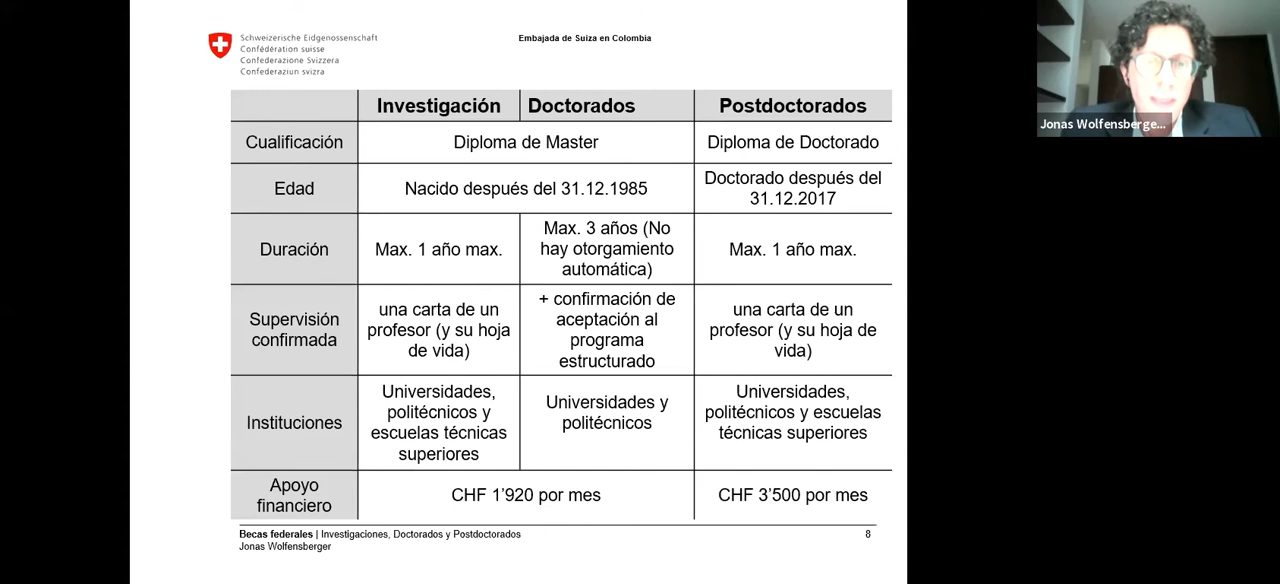 Schweizerische Eidgenossenschaft
Confédération suisse
Confederazione Svizzera
Confederaziun svizra
Embajada de Suiza en Colombia
Jonas Wolfensberge...
Investigación Doctorados Postdoctorados
Cualificación
Diploma de Master
Diploma de Doctorado
Edad
Nacido después del 31.12.1985
Doctorado después del
31.12.2017
Duración
Max. 1 año max.
Max. 3 años (No
hay otorgamiento
automática)
Max. 1 año max.
Supervisión
confirmada
una carta de un
profesor (y su hoja
de vida)
+ confirmación de
aceptación al
programa
estructurado
una carta de un
profesor (y su hoja de
vida)
Instituciones
Universidades,
politécnicos y
escuelas técnicas
superiores
Universidades y
politécnicos
Universidades,
politécnicos y escuelas
técnicas superiores
Apoyo
financiero
CHF 1'920 por mes
CHF 3'500 por mes
Becas federales | Investigaciones, Doctorados y Postdoctorados
Jonas Wolfensberger
8